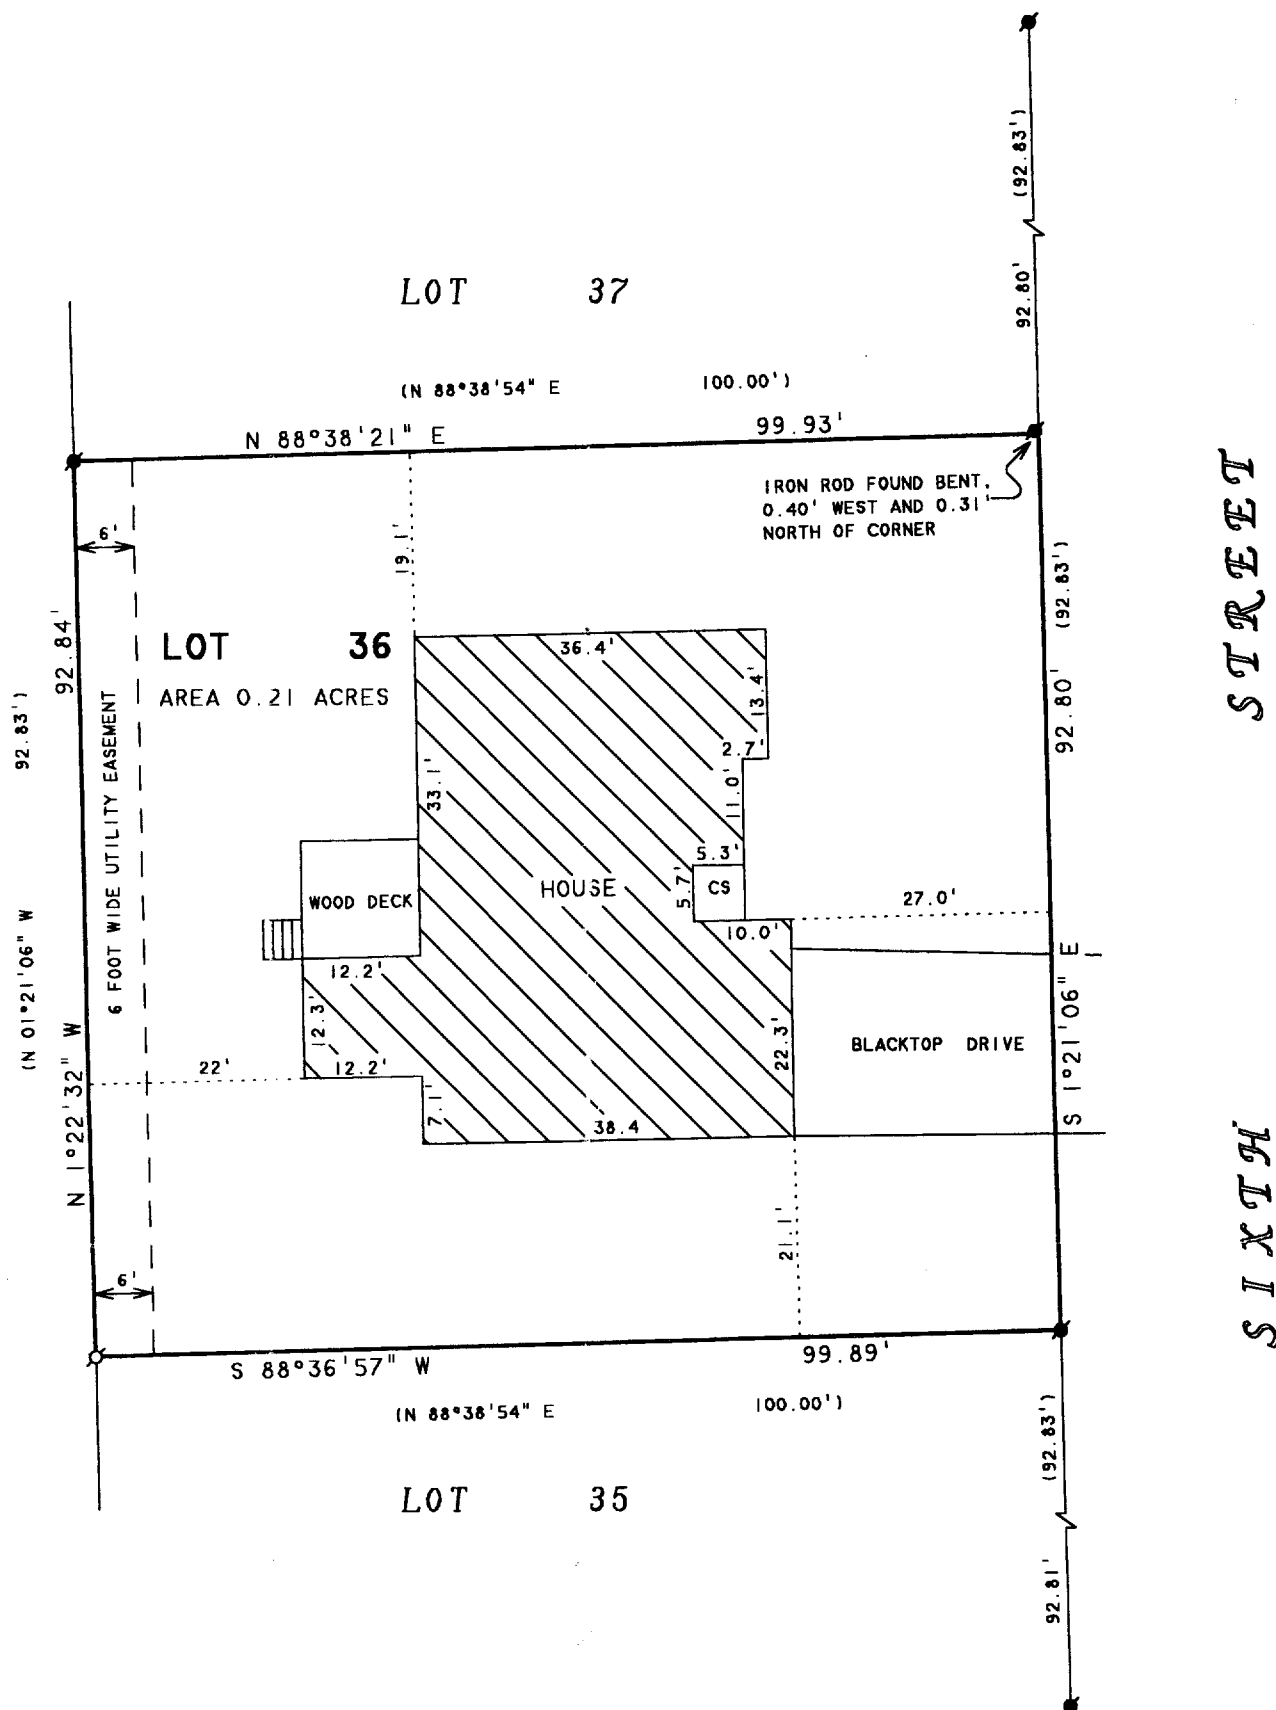 (92.83')
92.80'
LOT 37
(N 88°38'54" E 100.00')
N 88°38'21" E 99.93'
IRON ROD FOUND BENT,
0.40' WEST AND 0.31'
NORTH OF CORNER
6'
19.1'
(92.83')
92.80'
S 1°21'06" E
STREET
SIXTH
92.84'
N 1°22'32" W
92.83')
(N 01°21'06" W
6 FOOT WIDE UTILITY EASEMENT
LOT 36
AREA 0.21 ACRES
36.4'
13.4'
2.7'
11.0'
33.1'
5.3'
5.7'
CS
HOUSE
WOOD DECK
27.0'
10.0'
12.2'
12.3'
22.3'
BLACKTOP DRIVE
22'
12.2'
7.1'
38.4
21.1'
6'
S 88°36'57" W 99.89'
(N 88°38'54" E 100.00')
(92.83')
LOT 35
92.81'